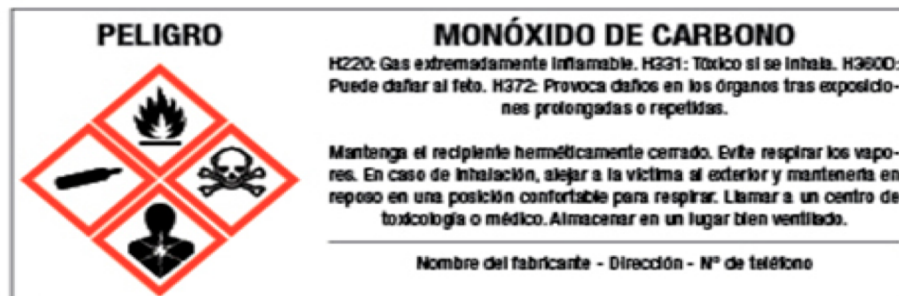 PELIGRO
MONÓXIDO DE CARBONO
H220: Gas extremadamente inflamable. H331: Tóxico si se inhala. H360D:
Puede dañar al feto. H372: Provoca daños en los órganos tras exposicio-
nes prolongadas o repetidas.
Mantenga el recipiente herméticamente cerrado. Evite respirar los vapo-
res. En caso de inhalación, alejar a la víctima al exterior y mantenerla en
reposo en una posición confortable para respirar. Llamar a un centro de
toxicología o médico. Almacenar en un lugar bien ventilado.
Nombre del fabricante - Dirección - Nº de teléfono